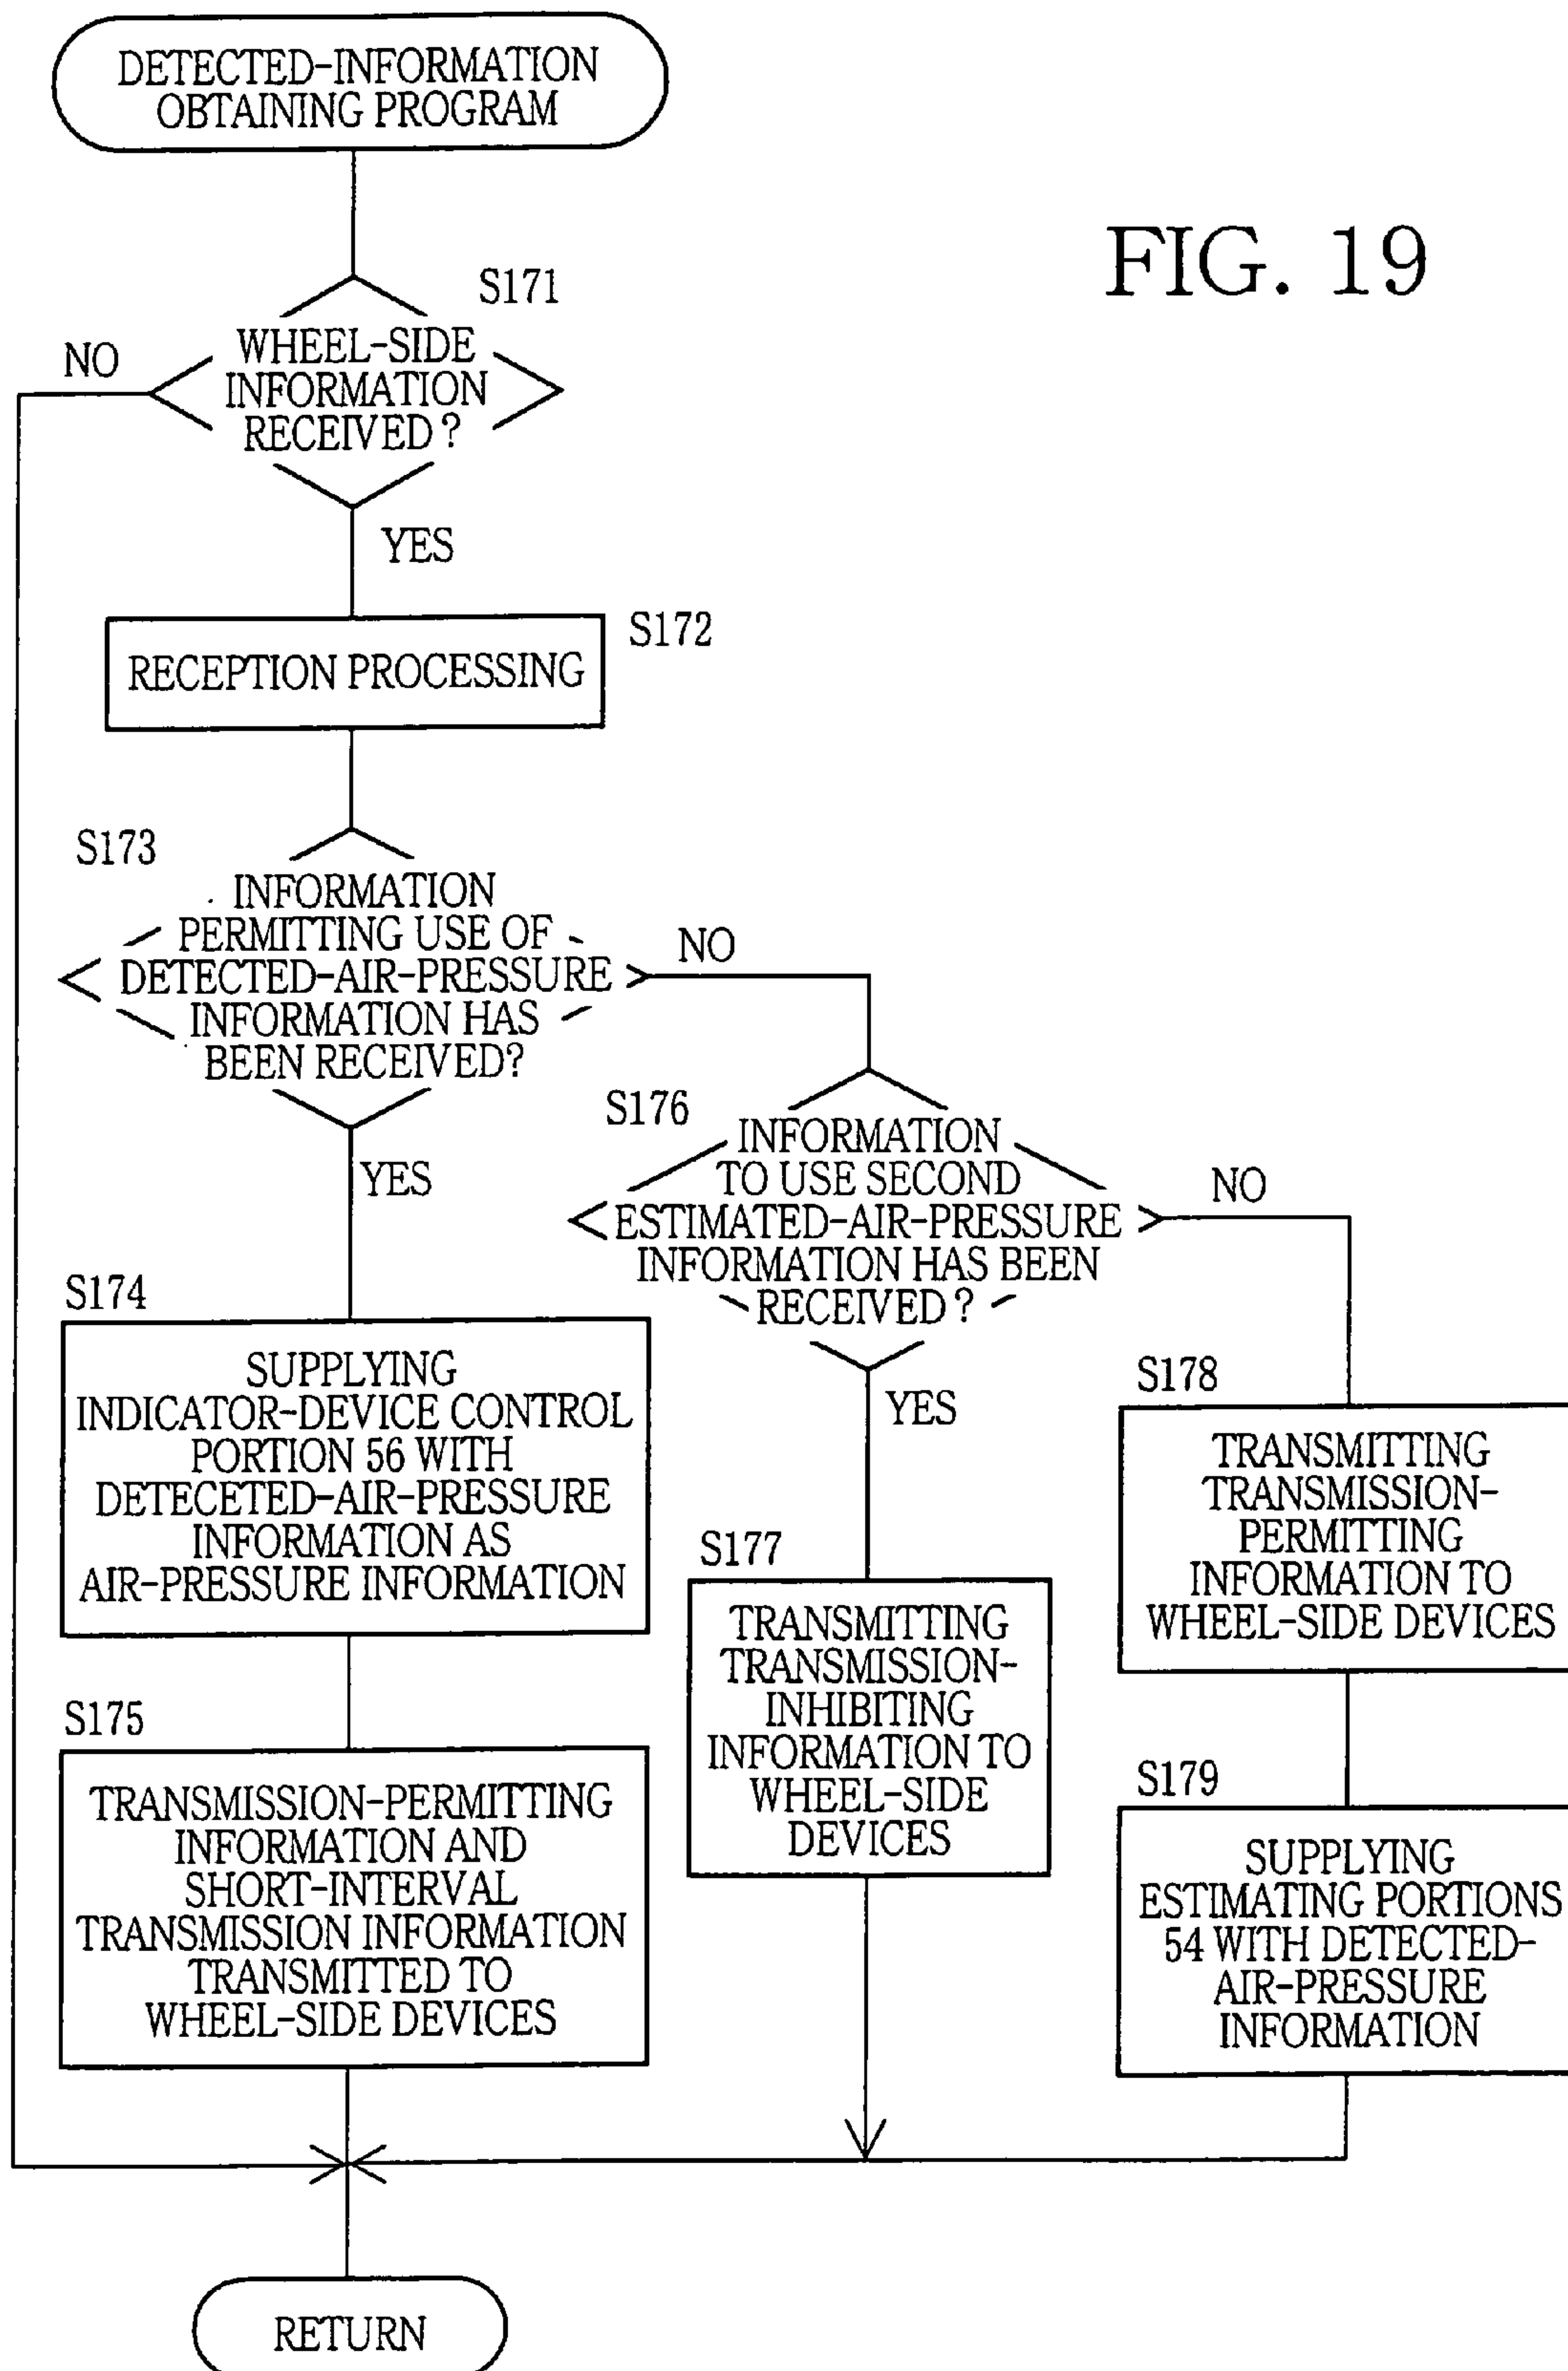 DETECTED-INFORMATION
OBTAINING PROGRAM
FIG. 19
S171
NO
WHEEL-SIDE
INFORMATION
RECEIVED ?
YES
S172
RECEPTION PROCESSING
S173
INFORMATION
PERMITTING USE OF
DETECTED-AIR-PRESSURE
INFORMATION HAS
BEEN RECEIVED?
NO
YES
S176
INFORMATION
TO USE SECOND
ESTIMATED-AIR-PRESSURE
INFORMATION HAS BEEN
RECEIVED ?
NO
YES
S174
SUPPLYING
INDICATOR-DEVICE CONTROL
PORTION 56 WITH
DETECETED-AIR-PRESSURE
INFORMATION AS
AIR-PRESSURE INFORMATION
S175
TRANSMISSION-PERMITTING
INFORMATION AND
SHORT-INTERVAL
TRANSMISSION INFORMATION
TRANSMITTED TO
WHEEL-SIDE DEVICES
S177
TRANSMITTING
TRANSMISSION-
INHIBITING
INFORMATION TO
WHEEL-SIDE
DEVICES
S178
TRANSMITTING
TRANSMISSION-
PERMITTING
INFORMATION TO
WHEEL-SIDE DEVICES
S179
SUPPLYING
ESTIMATING PORTIONS
54 WITH DETECTED-
AIR-PRESSURE
INFORMATION
RETURN